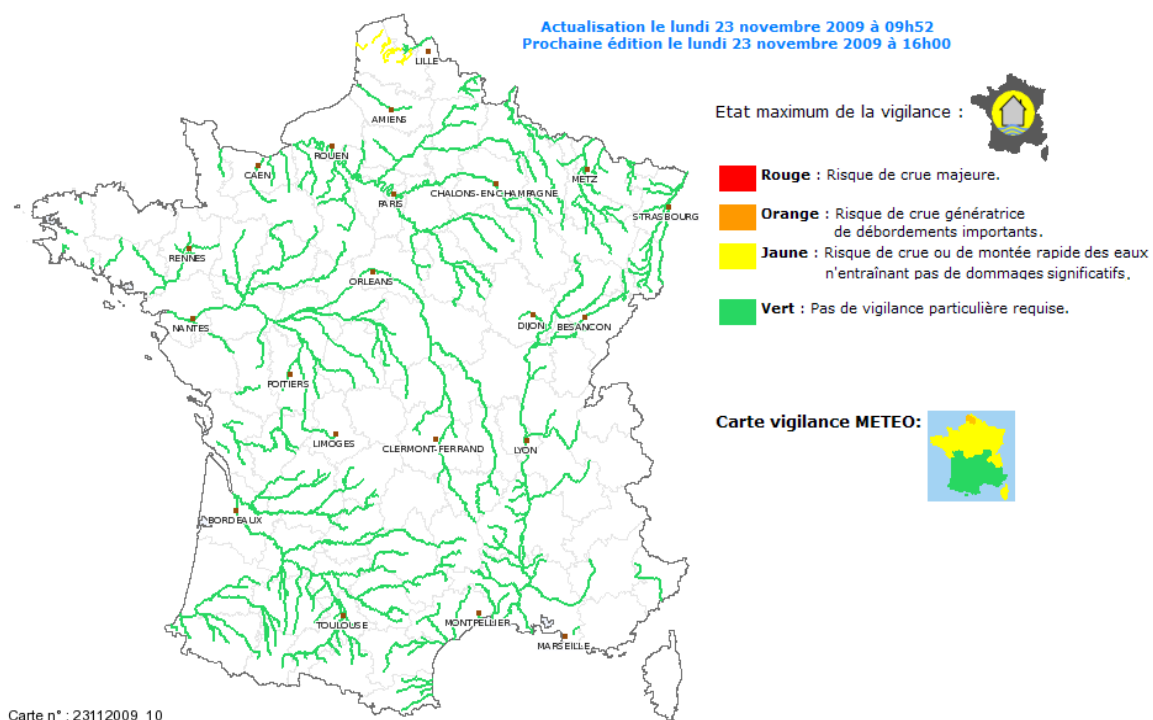 Actualisation le lundi 23 novembre 2009 à 09h52
Prochaine édition le lundi 23 novembre 2009 à 16h00
LILLE
AMIENS
ROUEN
CAEN
METZ
CHALONS-EN-CHAMPAGNE
PARIS
STRASBOURG
RENNES
ORLEANS
NANTES
DIJON
BESANCON
POITIERS
LIMOGES
CLERMONT-FERRAND
LYON
BORDEAUX
TOULOUSE
MONTPELLIER
MARSEILLE
Etat maximum de la vigilance :
Rouge : Risque de crue majeure.
Orange : Risque de crue génératrice
de débordements importants.
Jaune : Risque de crue ou de montée rapide des eaux
n'entraînant pas de dommages significatifs.
Vert : Pas de vigilance particulière requise.
Carte vigilance METEO:
Carte n° : 23112009_10